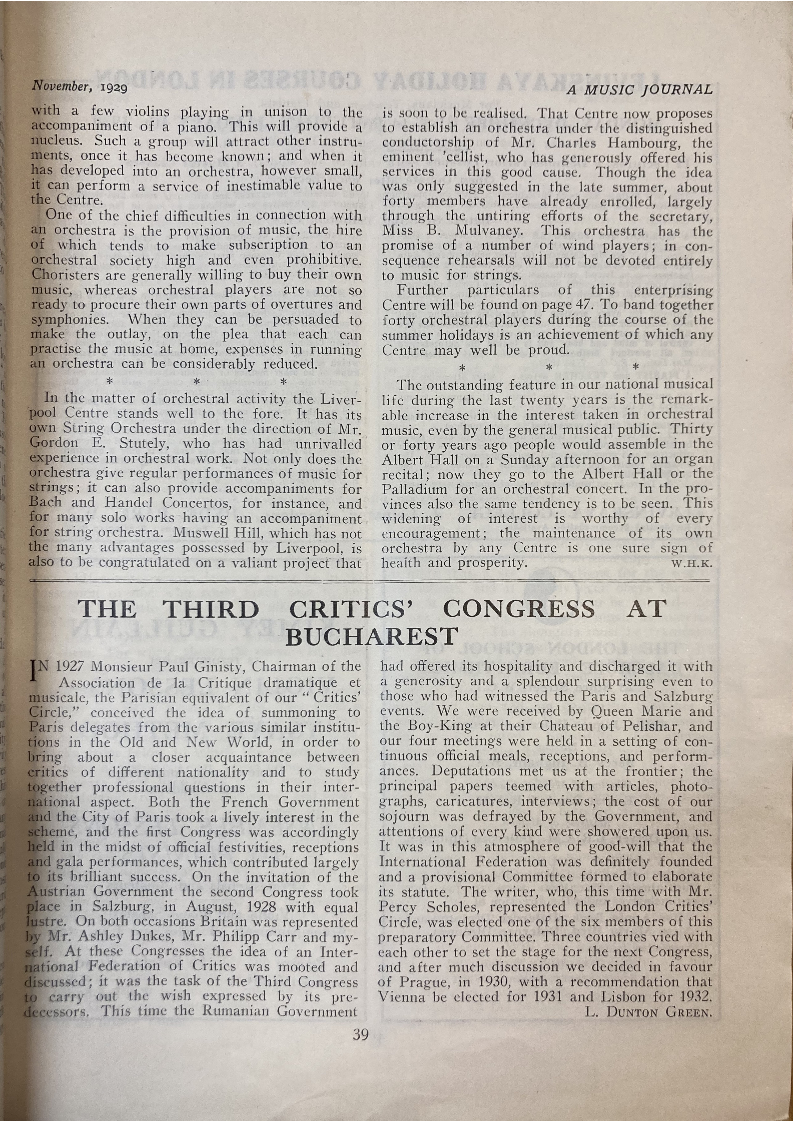 November, 1929
A MUSIC JOURNAL
with a few violins playing in unison to the
accompaniment of a piano. This will provide a
nucleus. Such a group will attract other instru-
ments, once it has become known; and when it
has developed into an orchestra, however small,
it can perform a service of inestimable value to
the Centre.
One of the chief difficulties in connection with
an orchestra is the provision of music, the hire
of which tends to make subscription to an
orchestral society high and even prohibitive.
Choristers are generally willing to buy their own
music, whereas orchestral players are not so
ready to procure their own parts of overtures and
symphonies. When they can be persuaded to
make the outlay, on the plea that each can
practise the music at home, expenses in running
an orchestra can be considerably reduced.
* * *
In the matter of orchestral activity the Liver-
pool Centre stands well to the fore. It has its
own String Orchestra under the direction of Mr.
Gordon E. Stutely, who has had unrivalled
experience in orchestral work. Not only does the
orchestra give regular performances of music for
strings; it can also provide accompaniments for
Bach and Handel Concertos, for instance, and
for many solo works having an accompaniment
for string orchestra. Muswell Hill, which has not
the many advantages possessed by Liverpool, is
also to be congratulated on a valiant project that
is soon to be realised. That Centre now proposes
to establish an orchestra under the distinguished
conductorship of Mr. Charles Hambourg, the
eminent 'cellist, who has generously offered his
services in this good cause. Though the idea
was only suggested in the late summer, about
forty members have already enrolled, largely
through the untiring efforts of the secretary,
Miss B. Mulvaney. This orchestra has the
promise of a number of wind players; in con-
sequence rehearsals will not be devoted entirely
to music for strings.
Further particulars of this enterprising
Centre will be found on page 47. To band together
forty orchestral players during the course of the
summer holidays is an achievement of which any
Centre may well be proud.
* * *
The outstanding feature in our national musical
life during the last twenty years is the remark-
able increase in the interest taken in orchestral
music, even by the general musical public. Thirty
or forty years ago people would assemble in the
Albert Hall on a Sunday afternoon for an organ
recital; now they go to the Albert Hall or the
Palladium for an orchestral concert. In the pro-
vinces also the same tendency is to be seen. This
widening of interest is worthy of every
encouragement; the maintenance of its own
orchestra by any Centre is one sure sign of
health and prosperity. W.H.K.
THE THIRD CRITICS' CONGRESS AT
BUCHAREST
IN 1927 Monsieur Paul Ginisty, Chairman of the
Association de la Critique dramatique et
musicale, the Parisian equivalent of our "Critics'
Circle," conceived the idea of summoning to
Paris delegates from the various similar institu-
tions in the Old and New World, in order to
bring about a closer acquaintance between
critics of different nationality and to study
together professional questions in their inter-
national aspect. Both the French Government
and the City of Paris took a lively interest in the
scheme, and the first Congress was accordingly
held in the midst of official festivities, receptions
and gala performances, which contributed largely
to its brilliant success. On the invitation of the
Austrian Government the second Congress took
place in Salzburg, in August, 1928 with equal
lustre. On both occasions Britain was represented
by Mr. Ashley Dukes, Mr. Philipp Carr and my-
self. At these Congresses the idea of an Inter-
national Federation of Critics was mooted and
discussed; it was the task of the Third Congress
to carry out the wish expressed by its pre-
decessors. This time the Rumanian Government
had offered its hospitality and discharged it with
a generosity and a splendour surprising even to
those who had witnessed the Paris and Salzburg
events. We were received by Queen Marie and
the Boy-King at their Chateau of Pelishar, and
our four meetings were held in a setting of con-
tinuous official meals, receptions, and perform-
ances. Deputations met us at the frontier; the
principal papers teemed with articles, photo-
graphs, caricatures, interviews; the cost of our
sojourn was defrayed by the Government, and
attentions of every kind were showered upon us.
It was in this atmosphere of good-will that the
International Federation was definitely founded
and a provisional Committee formed to elaborate
its statute. The writer, who, this time with Mr.
Percy Scholes, represented the London Critics'
Circle, was elected one of the six members of this
preparatory Committee. Three countries vied with
each other to set the stage for the next Congress,
and after much discussion we decided in favour
of Prague, in 1930, with a recommendation that
Vienna be elected for 1931 and Lisbon for 1932.
L. DUNTON GREEN.
39